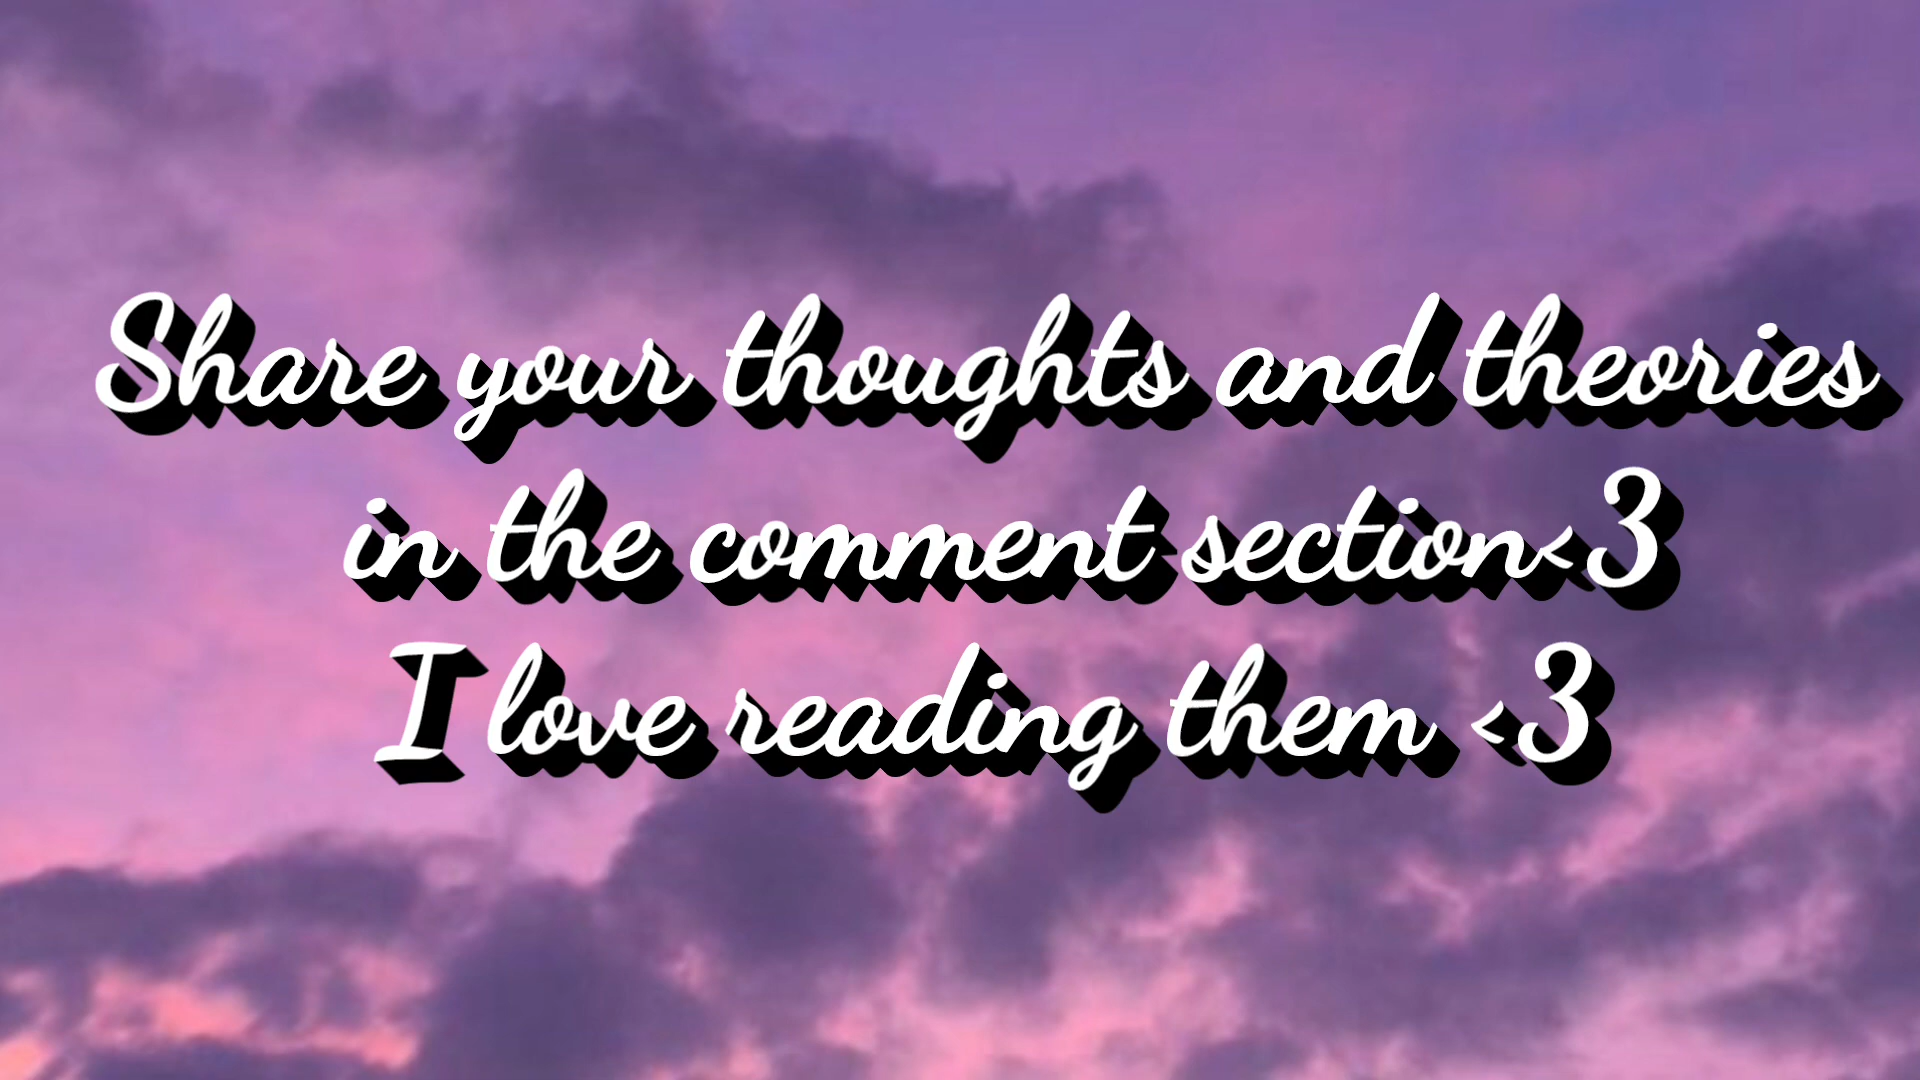 Share your thoughts and theories
in the comment section<3
I love reading them <3